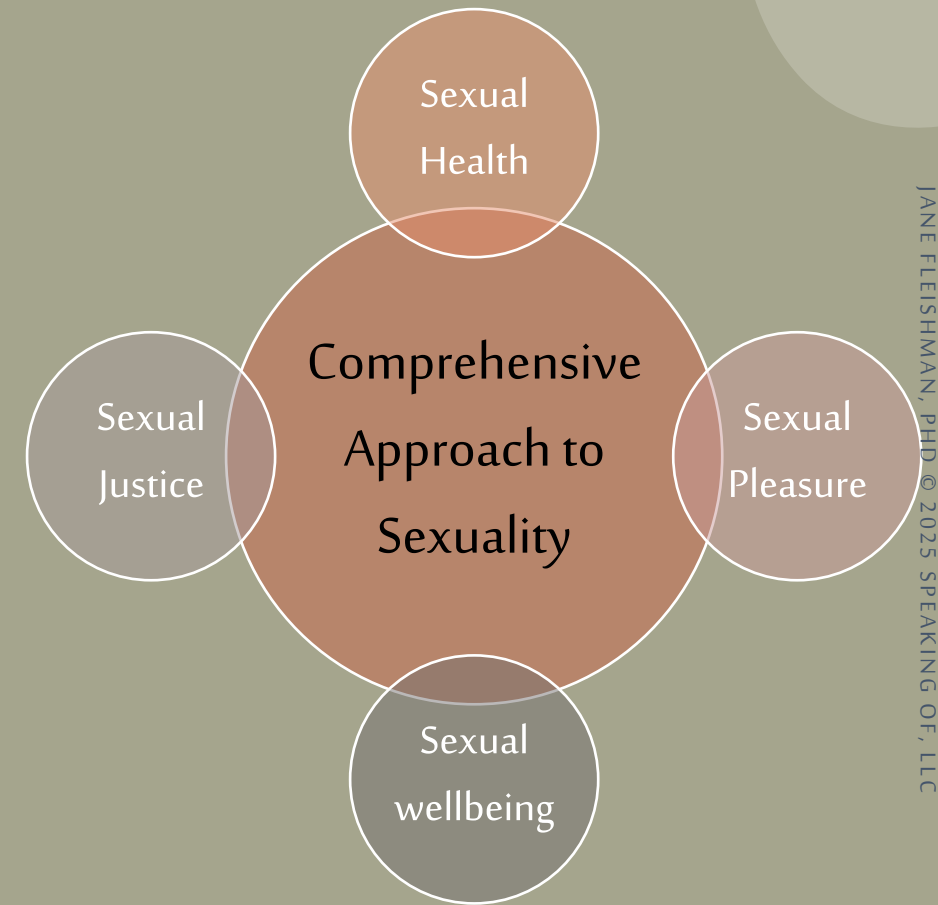 Sexual
Health
Comprehensive
Approach to
Sexuality
Sexual
Justice
Sexual
Pleasure
Sexual
wellbeing
JANE FLEISHMAN, PHD © 2025 SPEAKING OF, LLC